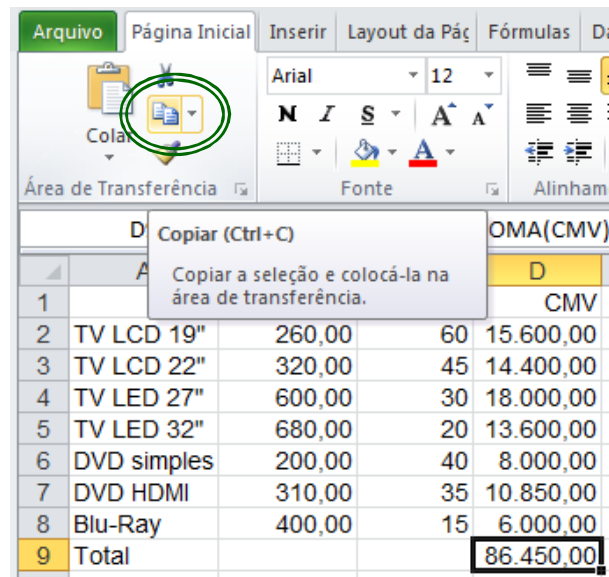 Arquivo Página Inicial Inserir Layout da Pág Fórmulas
Arial 12
Colar
N I S A A
A
Área de Transferência Fonte Alinham
OMA(CMV)
Copiar (Ctrl+C)
Copiar a seleção e colocá-la na
área de transferência.
A D
1 CMV
2 TV LCD 19" 260,00 60 15.600,00
3 TV LCD 22" 320,00 45 14.400,00
4 TV LED 27" 600,00 30 18.000,00
5 TV LED 32" 680,00 20 13.600,00
6 DVD simples 200,00 40 8.000,00
7 DVD HDMI 310,00 35 10.850,00
8 Blu-Ray 400,00 15 6.000,00
9 Total 86.450,00